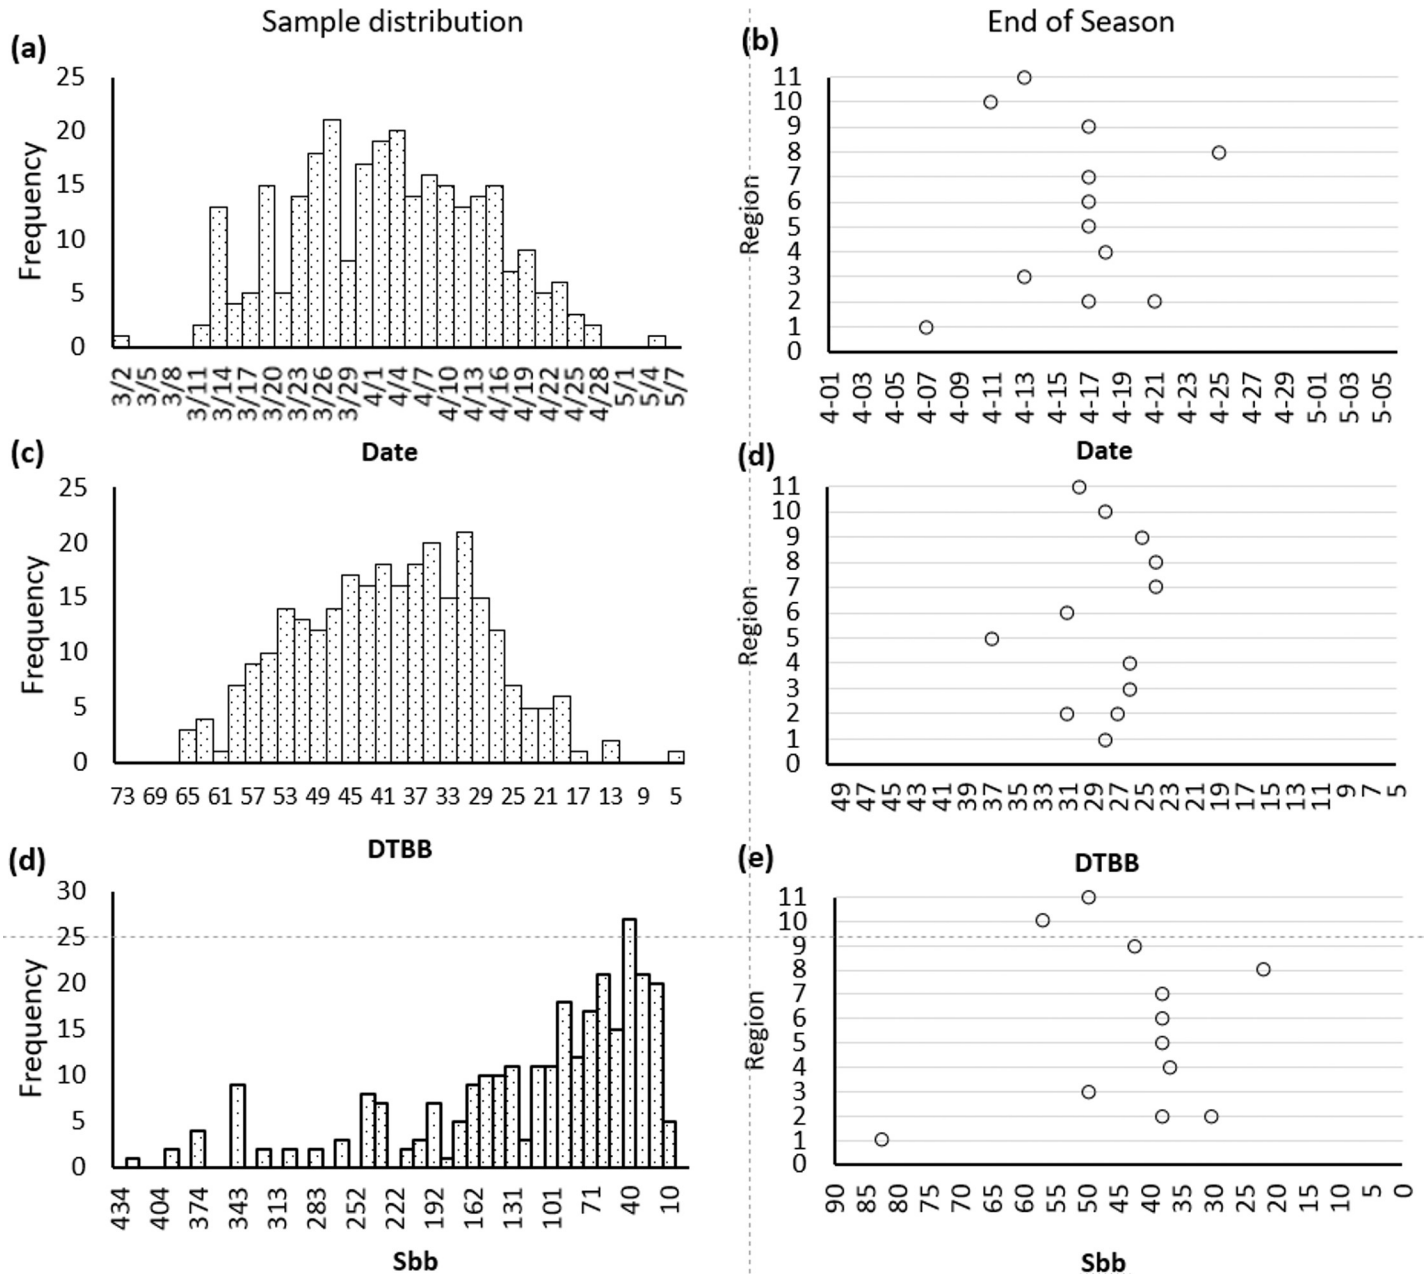 Sample distribution
End of Season
(a)
25
20
15
10
5
0
Frequency
3/2 3/5 3/8 3/11 3/14 3/17 3/20 3/23 3/26 3/29 4/1 4/4 4/7 4/10 4/13 4/16 4/19 4/22 4/25 4/28 5/1 5/4 5/7
Date
(b)
11
10
9
8
7
6
5
4
3
2
1
0
Region
4-01 4-03 4-05 4-07 4-09 4-11 4-13 4-15 4-17 4-19 4-21 4-23 4-25 4-27 4-29 5-01 5-03 5-05
Date
(c)
25
20
15
10
5
0
Frequency
73 69 65 61 57 53 49 45 41 37 33 29 25 21 17 13 9 5
DTBB
(d)
11
10
9
8
7
6
5
4
3
2
1
0
Region
49 47 45 43 41 39 37 35 33 31 29 27 25 23 21 19 17 15 13 11 9 7 5
DTBB
(d)
30
25
20
15
10
5
0
Frequency
434 404 374 343 313 283 252 222 192 162 131 101 71 40 10
Sbb
(e)
11
10
9
8
7
6
5
4
3
2
1
0
Region
90 85 80 75 70 65 60 55 50 45 40 35 30 25 20 15 10 5 0
Sbb